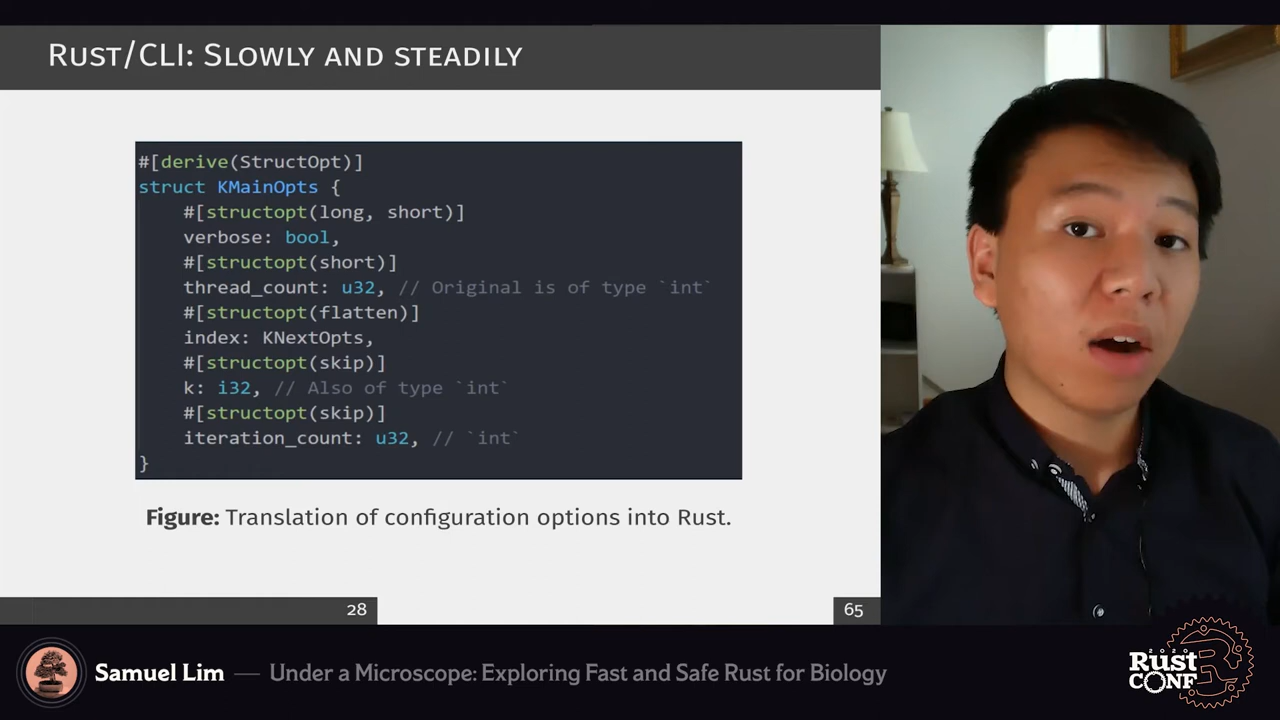 Rust/CLI: Slowly and steadily
#[derive(StructOpt)]
struct KMainOpts {
    #[structopt(long, short)]
    verbose: bool,
    #[structopt(short)]
    thread_count: u32, // Original is of type `int`
    #[structopt(flatten)]
    index: KNextOpts,
    #[structopt(skip)]
    k: i32, // Also of type `int`
    #[structopt(skip)]
    iteration_count: u32, // `int`
}
Figure: Translation of configuration options into Rust.
28
65
Samuel Lim — Under a Microscope: Exploring Fast and Safe Rust for Biology
2020
Rust
CONF